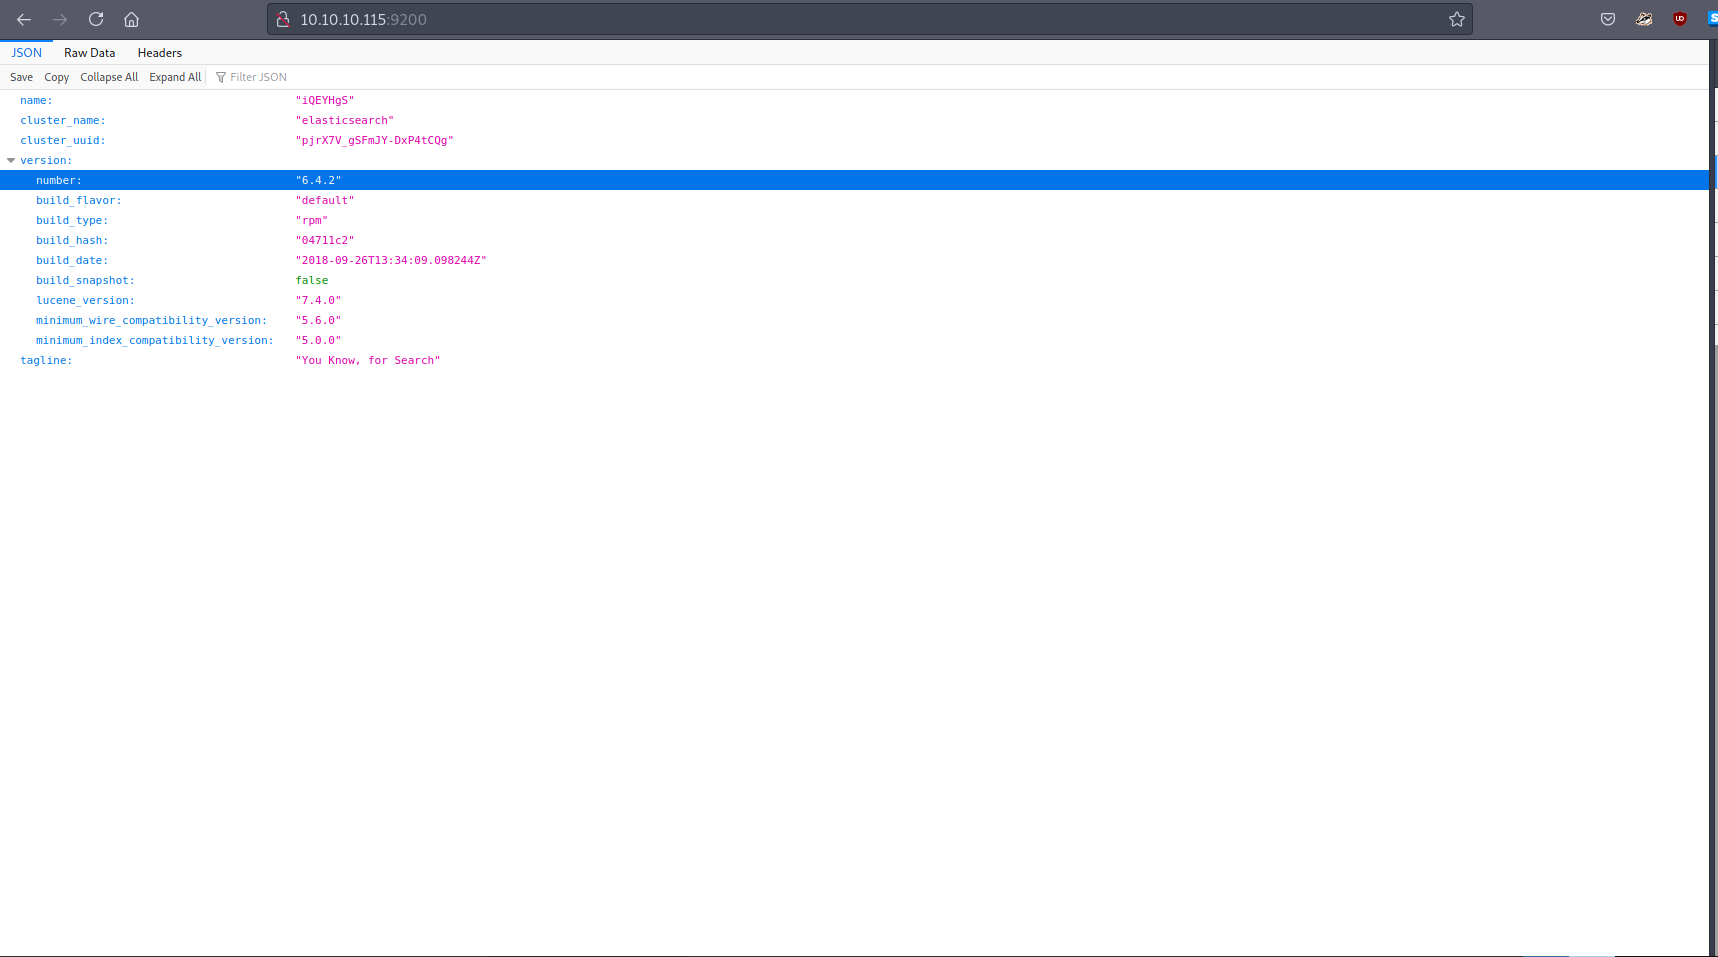 10.10.10.115:9200
JSON Raw Data Headers
Save Copy Collapse All Expand All Filter JSON
name: "iQEYHgS"
cluster_name: "elasticsearch"
cluster_uuid: "pjrX7V_gSFmJY-DxP4tCQg"
version:
number: "6.4.2"
build_flavor: "default"
build_type: "rpm"
build_hash: "04711c2"
build_date: "2018-09-26T13:34:09.098244Z"
build_snapshot: false
lucene_version: "7.4.0"
minimum_wire_compatibility_version: "5.6.0"
minimum_index_compatibility_version: "5.0.0"
tagline: "You Know, for Search"